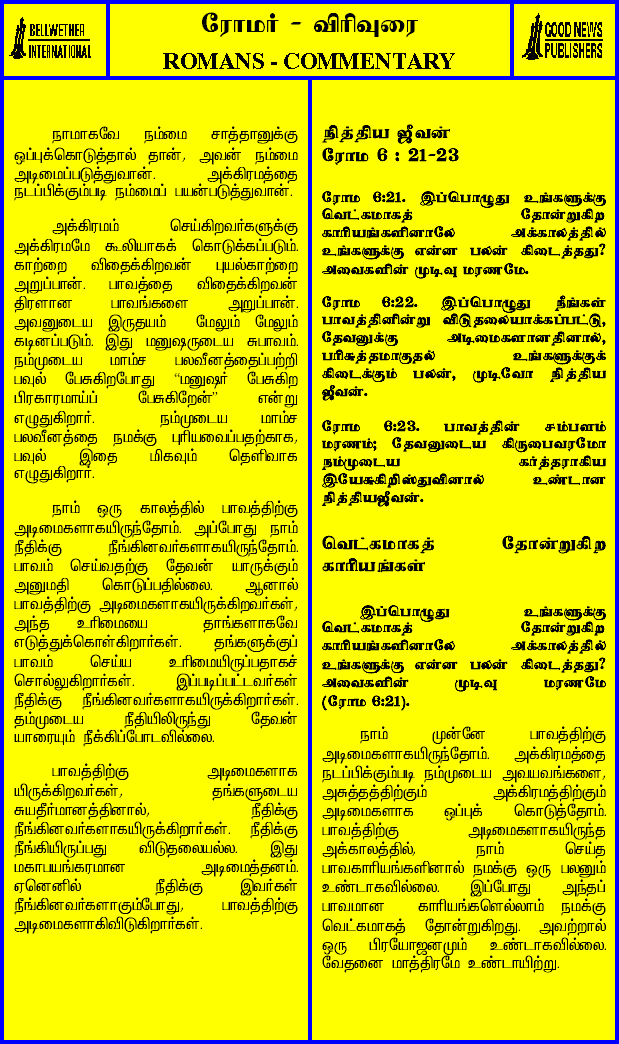 BELLWETHER
INTERNATIONAL
ரோமர் - விரிவுரை
ROMANS - COMMENTARY
GOOD NEWS
PUBLISHERS
நாமாகவே நம்மை சாத்தானுக்கு
ஒப்புக்கொடுத்தால் தான், அவன் நம்மை
அடிமைப்படுத்துவான். அக்கிரமத்தை
நடப்பிக்கும்படி நம்மைப் பயன்படுத்துவான்.
அக்கிரமம் செய்கிறவர்களுக்கு
அக்கிரமமே கூலியாகக் கொடுக்கப்படும்.
காற்றை விதைக்கிறவன் புயல்காற்றை
அறுப்பான். பாவத்தை விதைக்கிறவன்
திரளான பாவங்களை அறுப்பான்.
அவனுடைய இருதயம் மேலும் மேலும்
கடினப்படும். இது மனுஷருடைய சுபாவம்.
நம்முடைய மாம்ச பலவீனத்தைப்பற்றி
பவுல் பேசுகிறபோது “மனுஷர் பேசுகிற
பிரகாரமாய்ப் பேசுகிறேன்” என்று
எழுதுகிறார். நம்முடைய மாம்ச
பலவீனத்தை நமக்கு புரியவைப்பதற்காக,
பவுல் இதை மிகவும் தெளிவாக
எழுதுகிறார்.
நாம் ஒரு காலத்தில் பாவத்திற்கு
அடிமைகளாகயிருந்தோம். அப்போது நாம்
நீதிக்கு நீங்கினவர்களாகயிருந்தோம்.
பாவம் செய்வதற்கு தேவன் யாருக்கும்
அனுமதி கொடுப்பதில்லை. ஆனால்
பாவத்திற்கு அடிமைகளாகயிருக்கிறவர்கள்,
அந்த உரிமையை தாங்களாகவே
எடுத்துக்கொள்கிறார்கள். தங்களுக்குப்
பாவம் செய்ய உரிமையிருப்பதாகச்
சொல்லுகிறார்கள். இப்படிப்பட்டவர்கள்
நீதிக்கு நீங்கினவர்களாகயிருக்கிறார்கள்.
தம்முடைய நீதியிலிருந்து தேவன்
யாரையும் நீக்கிப்போடவில்லை.
பாவத்திற்கு அடிமைகளாக
யிருக்கிறவர்கள், தங்களுடைய
சுயதீர்மானத்தினால், நீதிக்கு
நீங்கினவர்களாகயிருக்கிறார்கள். நீதிக்கு
நீங்கியிருப்பது விடுதலையல்ல. இது
மகாபயங்கரமான அடிமைத்தனம்.
ஏனெனில் நீதிக்கு இவர்கள்
நீங்கினவர்களாகும்போது, பாவத்திற்கு
அடிமைகளாகிவிடுகிறார்கள்.
நித்திய ஜீவன்
ரோம 6 : 21-23
ரோம 6:21. இப்பொழுது உங்களுக்கு
வெட்கமாகத் தோன்றுகிற
காரியங்களினாலே அக்காலத்தில்
உங்களுக்கு என்ன பலன் கிடைத்தது?
அவைகளின் முடிவு மரணமே.
ரோம 6:22. இப்பொழுது நீங்கள்
பாவத்தினின்று விடுதலையாக்கப்பட்டு,
தேவனுக்கு அடிமைகளானதினால்,
பரிசுத்தமாகுதல் உங்களுக்குக்
கிடைக்கும் பலன், முடிவோ நித்திய
ஜீவன்.
ரோம 6:23. பாவத்தின் சம்பளம்
மரணம்; தேவனுடைய கிருபைவரமோ
நம்முடைய கர்த்தராகிய
இயேசுகிறிஸ்துவினால் உண்டான
நித்தியஜீவன்.
வெட்கமாகத் தோன்றுகிற
காரியங்கள்
இப்பொழுது உங்களுக்கு
வெட்கமாகத் தோன்றுகிற
காரியங்களினாலே அக்காலத்தில்
உங்களுக்கு என்ன பலன் கிடைத்தது?
அவைகளின் முடிவு மரணமே
(ரோம 6:21).
நாம் முன்னே பாவத்திற்கு
அடிமைகளாகயிருந்தோம். அக்கிரமத்தை
நடப்பிக்கும்படி நம்முடைய அவயவங்களை,
அசுத்தத்திற்கும் அக்கிரமத்திற்கும்
அடிமைகளாக ஒப்புக் கொடுத்தோம்.
பாவத்திற்கு அடிமைகளாகயிருந்த
அக்காலத்தில், நாம் செய்த
பாவகாரியங்களினால் நமக்கு ஒரு பலனும்
உண்டாகவில்லை. இப்போது அந்தப்
பாவமான காரியங்களெல்லாம் நமக்கு
வெட்கமாகத் தோன்றுகிறது. அவற்றால்
ஒரு பிரயோஜனமும் உண்டாகவில்லை.
வேதனை மாத்திரமே உண்டாயிற்று.